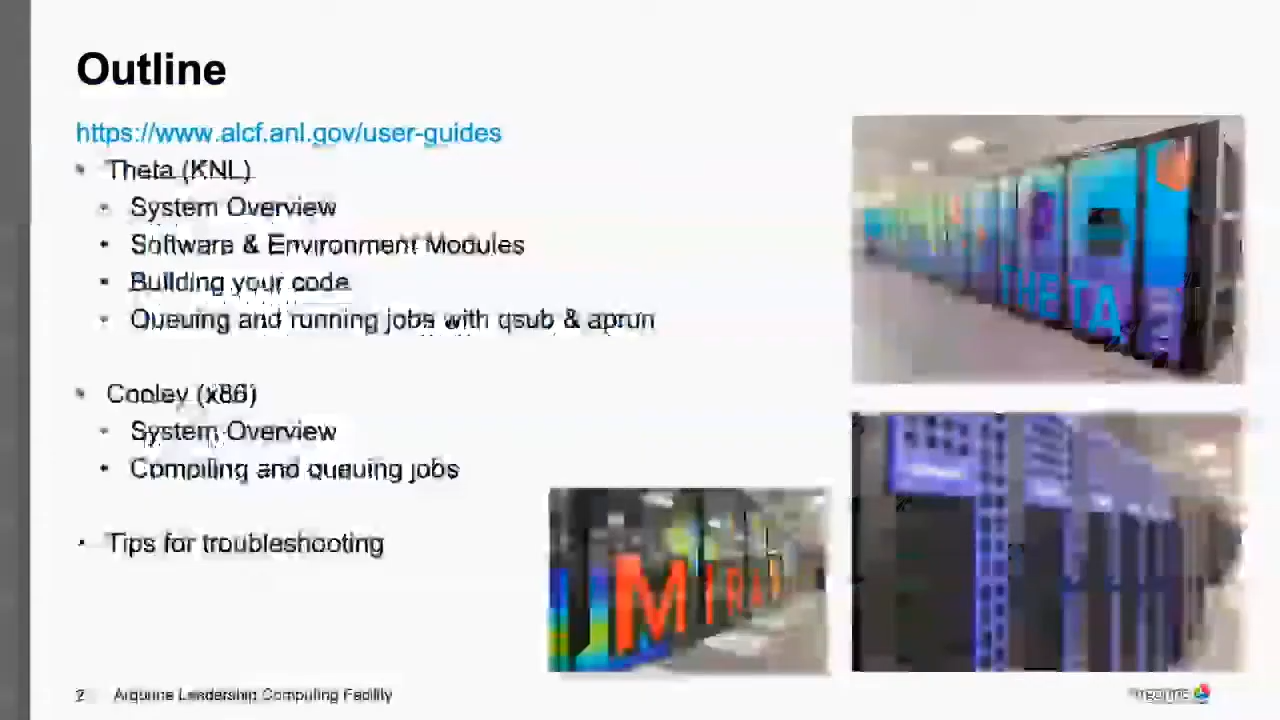 Outline
https://www.alcf.anl.gov/user-guides
• Theta (KNL)
• System Overview
• Software & Environment Modules
• Building your code
• Queuing and running jobs with qsub & aprun
• Cooley (x86)
• System Overview
• Compiling and queuing jobs
• Tips for troubleshooting
THETA
MIRA
2 Argonne Leadership Computing Facility
Argonne